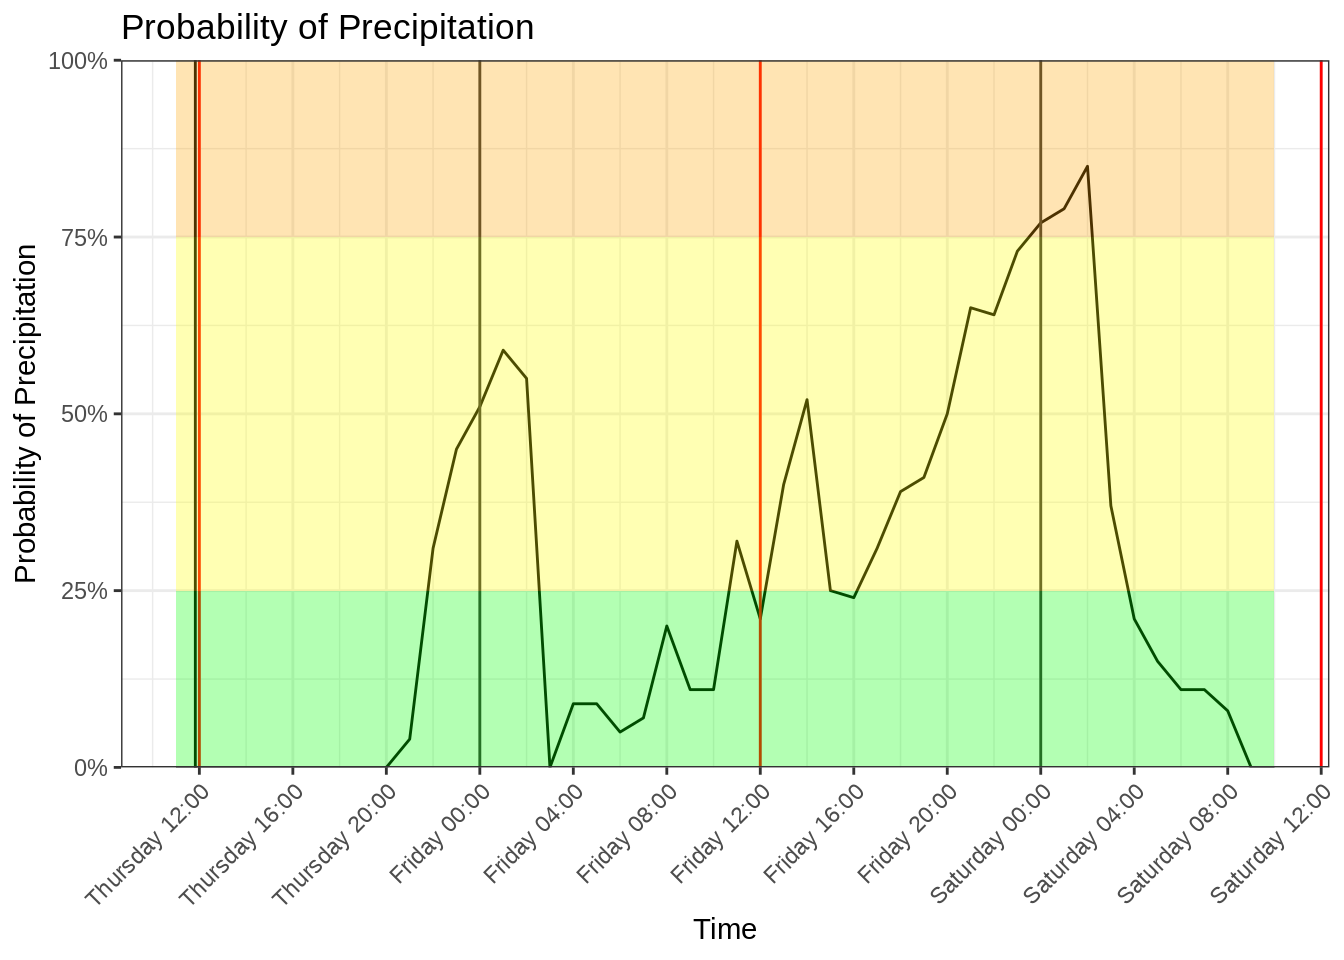 Probability of Precipitation
Probability of Precipitation
100%
75%
50%
25%
0%
Thursday 12:00
Thursday 16:00
Thursday 20:00
Friday 00:00
Friday 04:00
Friday 08:00
Friday 12:00
Friday 16:00
Friday 20:00
Saturday 00:00
Saturday 04:00
Saturday 08:00
Saturday 12:00
Time